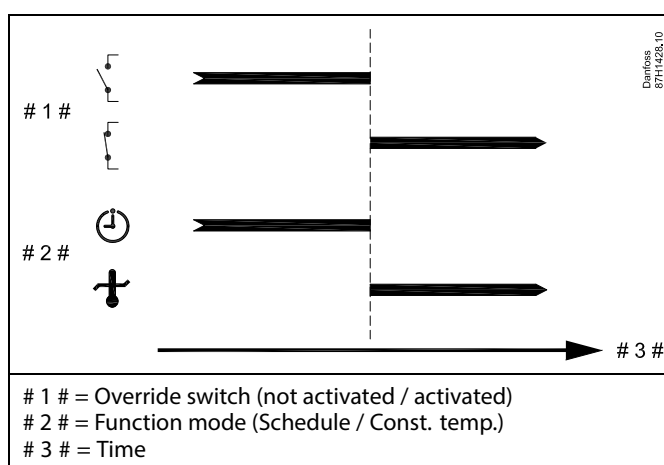 Danfoss
87H1428.10
# 1 #
# 2 #
# 3 #
# 1 # = Override switch (not activated / activated)
# 2 # = Function mode (Schedule / Const. temp.)
# 3 # = Time